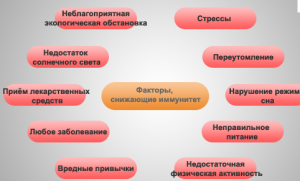 Неблагоприятная
экологическая обстановка
Стрессы
Недостаток
солнечного света
Переутомление
Приём лекарственных
средств
Факторы,
снижающие иммунитет
Нарушение режим
сна
Любое заболевание
Неправильное
питание
Вредные привычки
Недостаточная
физическая активность